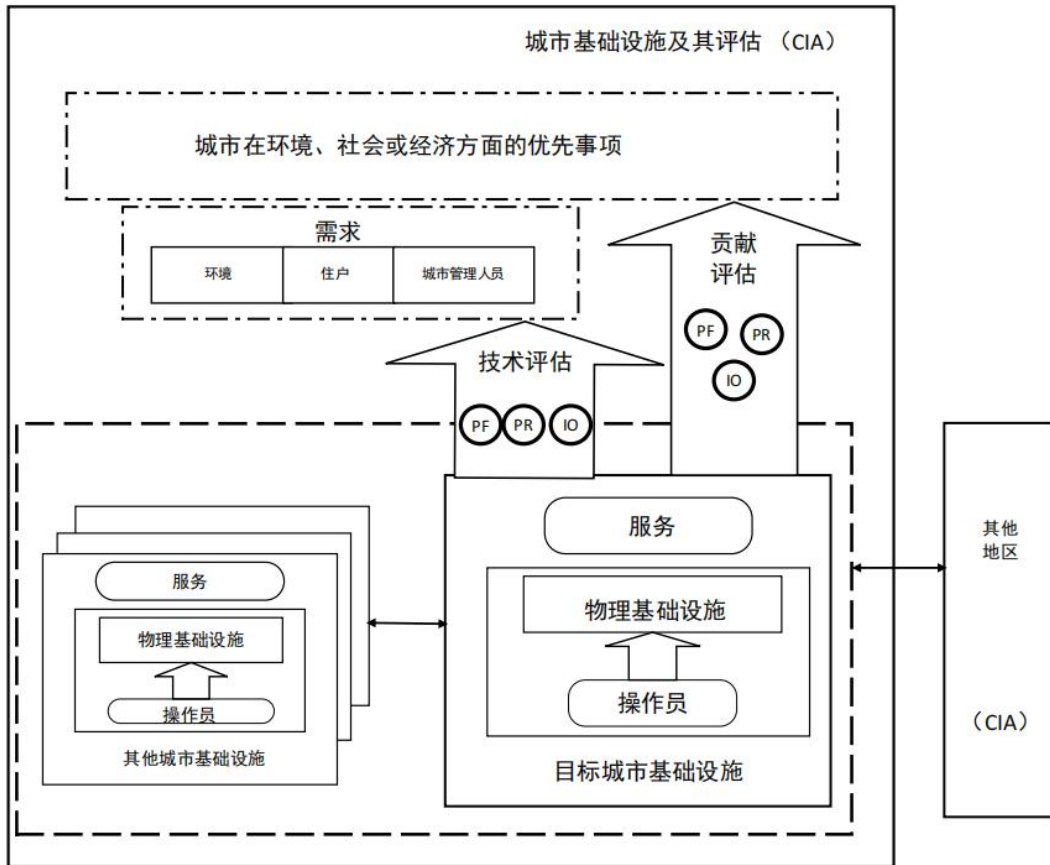 城市基础设施及其评估 （CIA）
城市在环境、社会或经济方面的优先事项
需求
环境
住户
城市管理人员
贡献
评估
PF
PR
IO
技术评估
PF
PR
IO
服务
物理基础设施
操作员
其他城市基础设施
服务
物理基础设施
操作员
目标城市基础设施
其他
地区
（CIA）